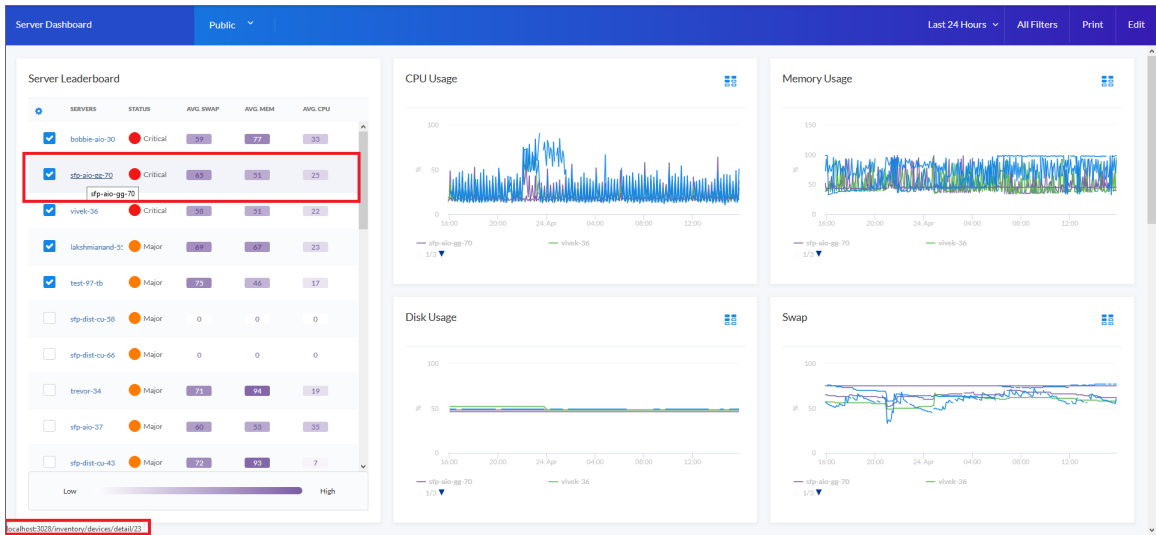 Server Dashboard
Public
Last 24 Hours
All Filters
Print
Edit
Server Leaderboard
SERVERS STATUS AVG. SWAP AVG. MEM AVG. CPU
bobbie-aio-30 Critical 59 77 33
sfp-aio-gg-70 Critical 65 51 25
sfp-aio-gg-70
vivek-36 Critical 58 51 22
lakshmianand-55 Major 69 67 23
test-97-tb Major 75 46 17
sfp-dist-cu-58 Major 0 0 0
sfp-dist-cu-66 Major 0 0 0
trevor-34 Major 71 94 19
sfp-aio-37 Major 60 53 35
sfp-dist-cu-43 Major 72 93 7
Low High
CPU Usage
100
%
50
0
16:00 20:00 24. Apr 04:00 08:00 12:00
sfp-aio-gg-70 vivek-36
1/3
Memory Usage
150
100
%
50
0
16:00 20:00 24. Apr 04:00 08:00 12:00
sfp-aio-gg-70 vivek-36
1/3
Disk Usage
100
%
50
0
16:00 20:00 24. Apr 04:00 08:00 12:00
sfp-aio-gg-70 vivek-36
1/3
Swap
100
%
50
0
16:00 20:00 24. Apr 04:00 08:00 12:00
sfp-aio-gg-70 vivek-36
1/3
localhost:3028/inventory/devices/detail/23